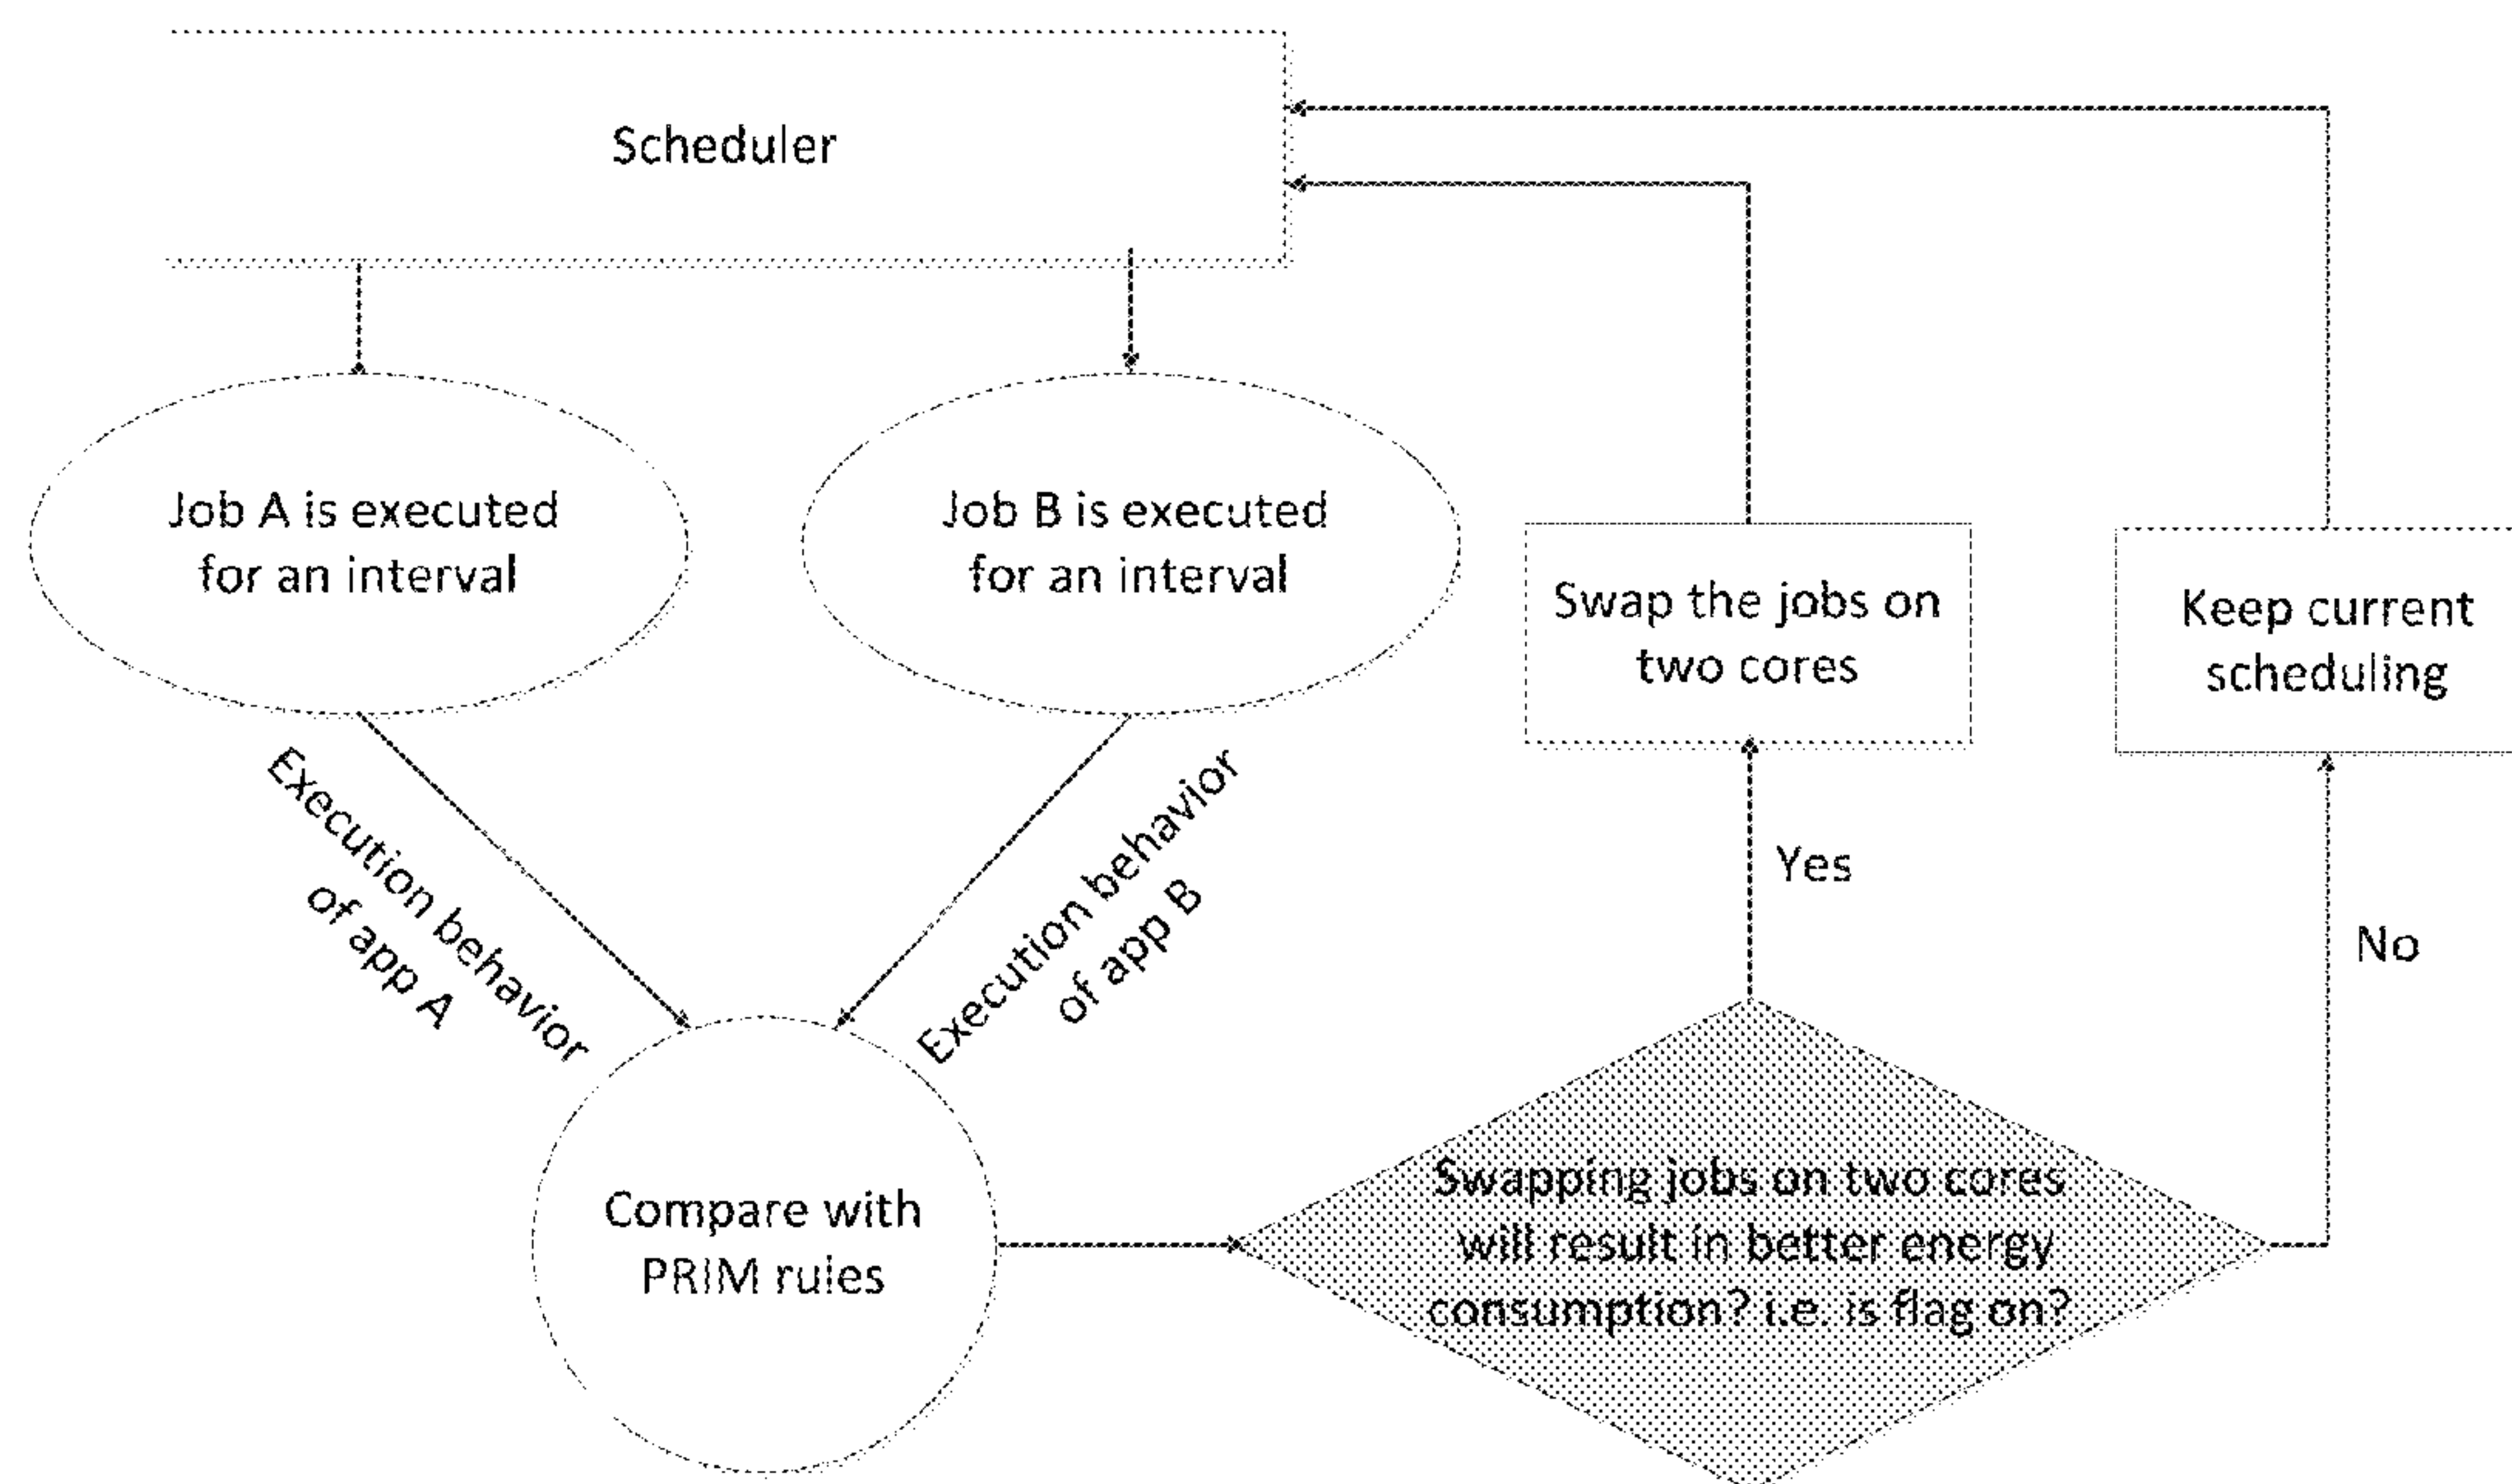 Scheduler
Job A is executed
for an interval
Job B is executed
for an interval
Swap the jobs on
two cores
Keep current
scheduling
Execution behavior
of app A
Execution behavior
of app B
Yes
No
Compare with
PRIM rules
Swapping jobs on two cores
will result in better energy
consumption? i.e. is flag on?